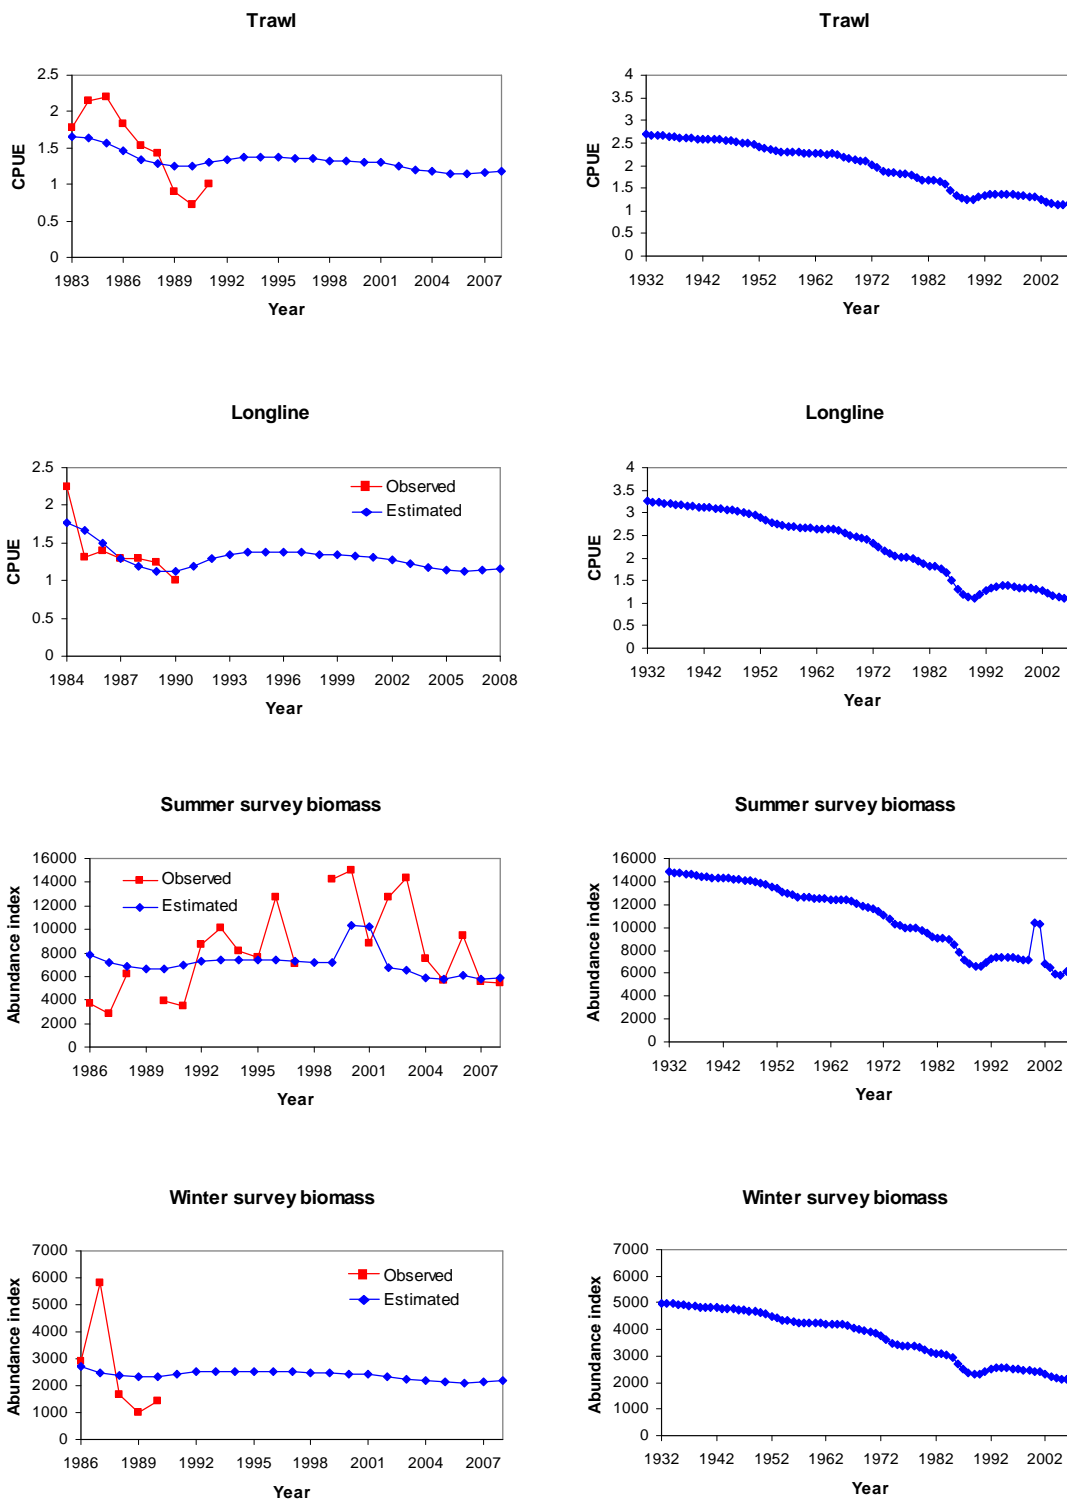 Trawl
2.5
2
1.5
1
0.5
0
CPUE
1983 1986 1989 1992 1995 1998 2001 2004 2007
Year
Trawl
4
3.5
3
2.5
2
1.5
1
0.5
0
CPUE
1932 1942 1952 1962 1972 1982 1992 2002
Year
Longline
2.5
2
1.5
1
0.5
0
CPUE
Observed
Estimated
1984 1987 1990 1993 1996 1999 2002 2005 2008
Year
Longline
4
3.5
3
2.5
2
1.5
1
0.5
0
CPUE
1932 1942 1952 1962 1972 1982 1992 2002
Year
Summer survey biomass
16000
14000
12000
10000
8000
6000
4000
2000
0
Abundance index
Observed
Estimated
1986 1989 1992 1995 1998 2001 2004 2007
Year
Summer survey biomass
16000
14000
12000
10000
8000
6000
4000
2000
0
Abundance index
1932 1942 1952 1962 1972 1982 1992 2002
Year
Winter survey biomass
7000
6000
5000
4000
3000
2000
1000
0
Abundance index
Observed
Estimated
1986 1989 1992 1995 1998 2001 2004 2007
Year
Winter survey biomass
7000
6000
5000
4000
3000
2000
1000
0
Abundance index
1932 1942 1952 1962 1972 1982 1992 2002
Year